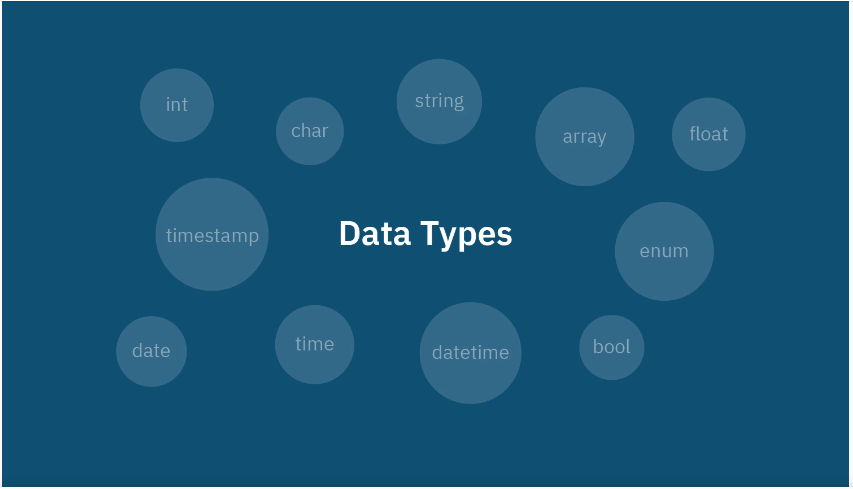 int
char
string
array
float
timestamp
Data Types
enum
date
time
datetime
bool